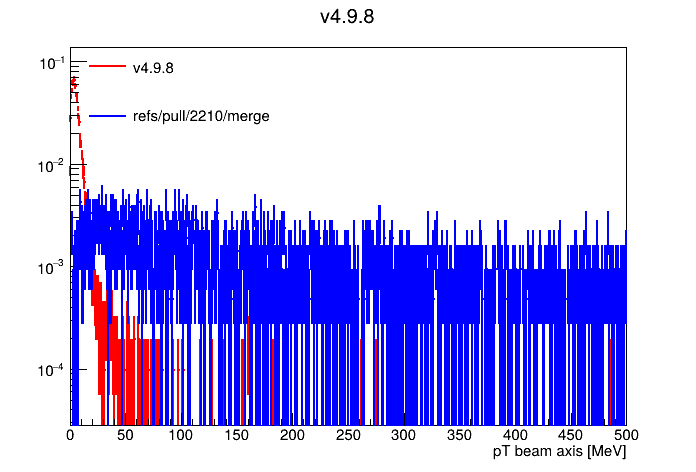 v4.9.8
10⁻¹
v4.9.8
refs/pull/2210/merge
10⁻²
10⁻³
10⁻⁴
0 50 100 150 200 250 300 350 400 450 500
pT beam axis [MeV]